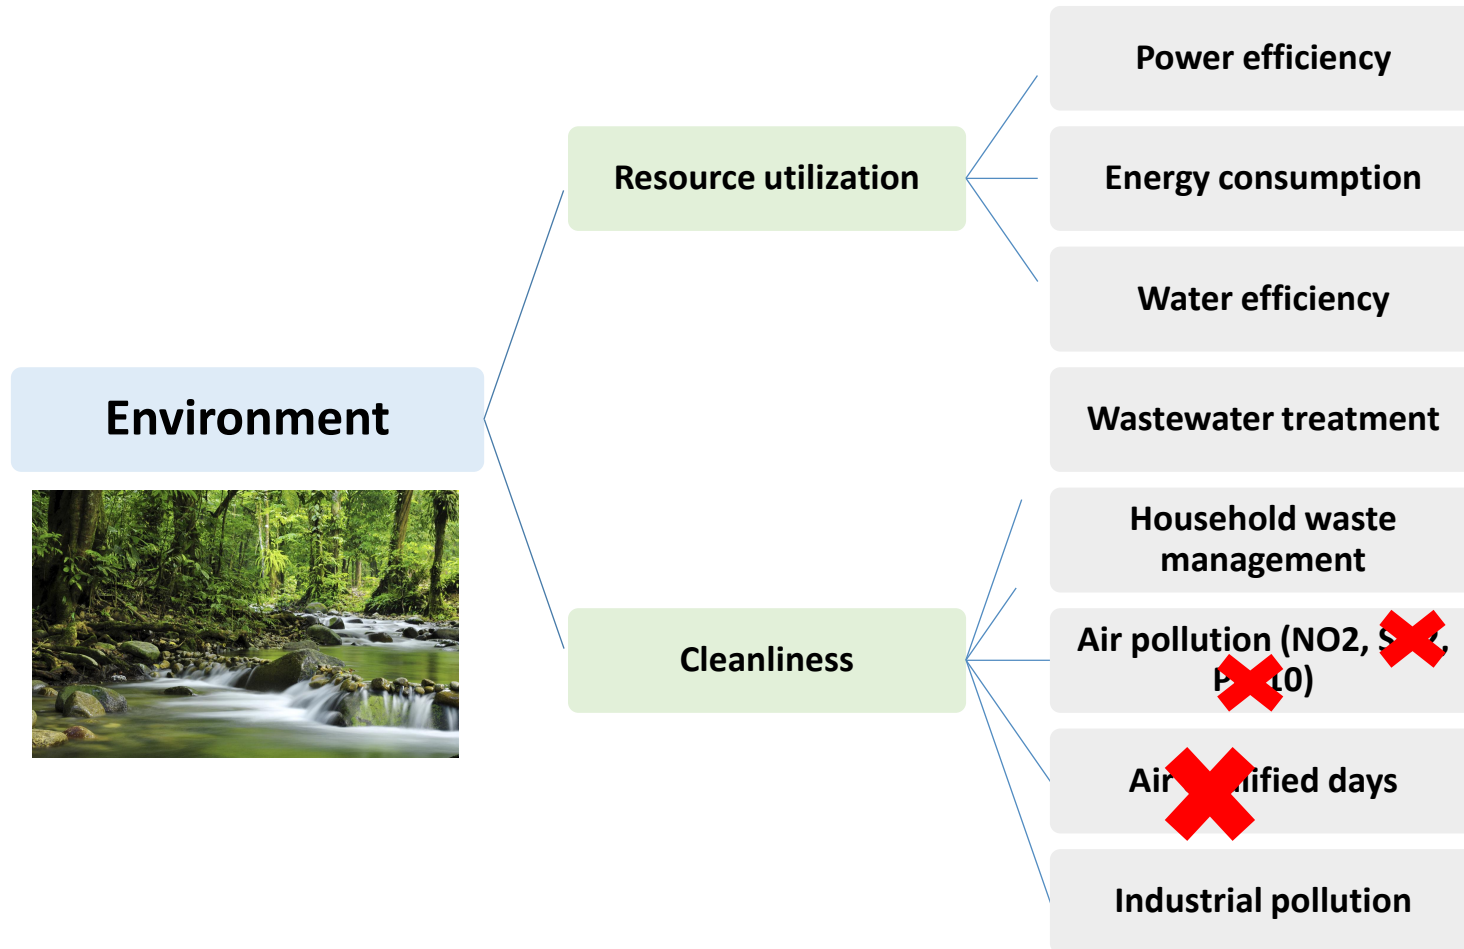 Power efficiency
Resource utilization
Energy consumption
Water efficiency
Environment
Wastewater treatment
Household waste
management
Cleanliness
Air pollution (NO2,
Air days
Industrial pollution